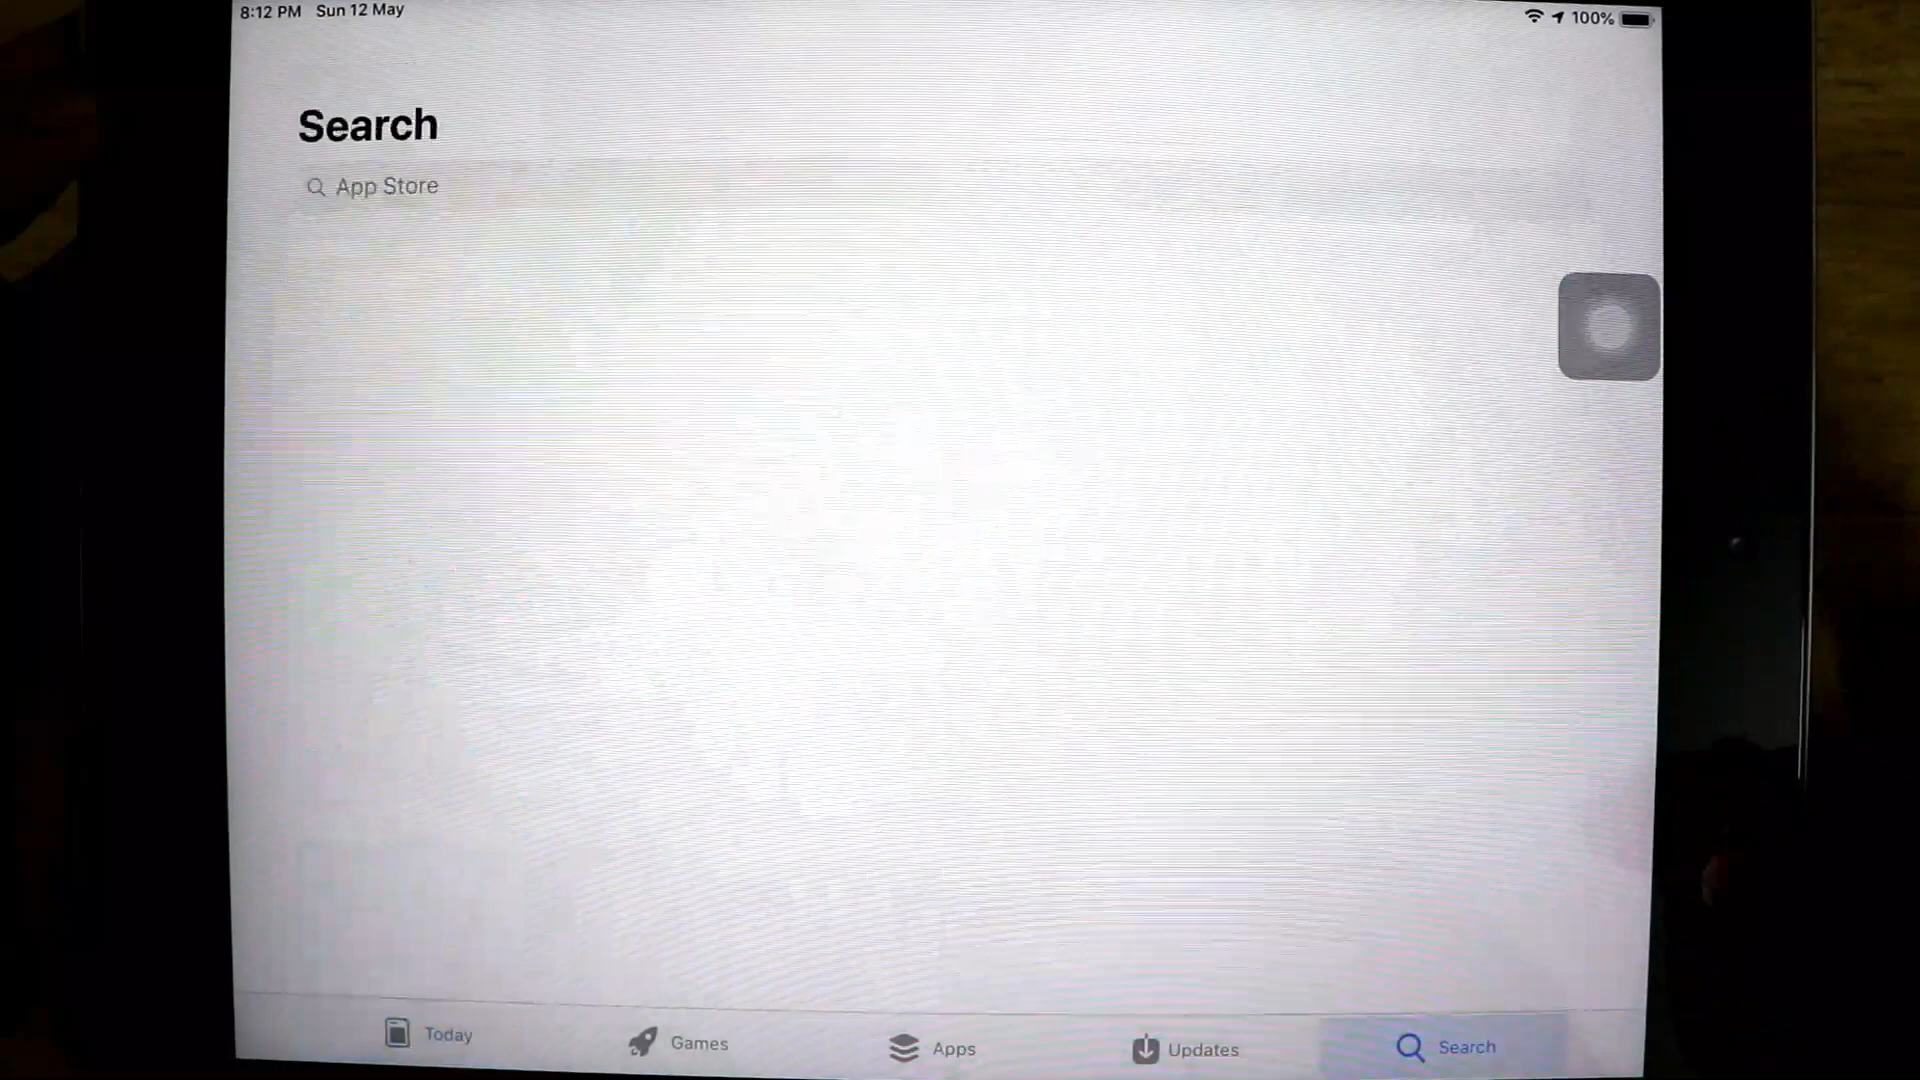 8:12 PM Sun 12 May
100%
Search
App Store
Today
Games
Apps
Updates
Search